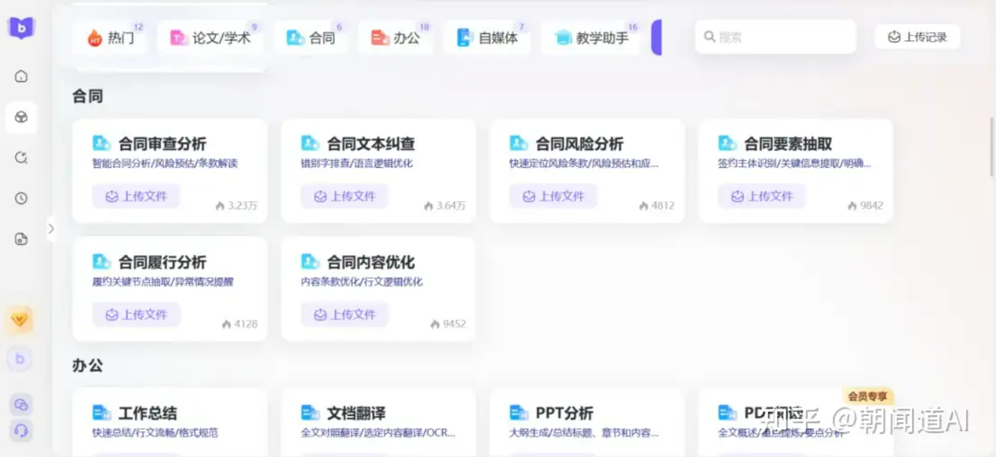 b
热门 12
论文/学术 9
合同 6
办公 18
自媒体 7
教学助手 16
搜索
上传记录
合同
合同审查分析
智能合同分析/风险预估/条款解读
上传文件
3.23万
合同文本纠查
错别字排查/语言逻辑优化
上传文件
3.64万
合同风险分析
快速定位风险条款/风险预估和应...
上传文件
4812
合同要素抽取
签约主体识别/关键信息提取/明确...
上传文件
9842
合同履行分析
履约关键节点抽取/异常情况提醒
上传文件
4128
合同内容优化
内容条款优化/行文逻辑优化
上传文件
9452
b
办公
工作总结
快速总结/行文流畅/格式规范
文档翻译
全文对照翻译/选定内容翻译/OCR...
PPT分析
大纲生成/总结标题、章节和内容...
会员专享
PDF阅读
全文概述/重点提炼/要点分析
知乎 @朝闻道AI